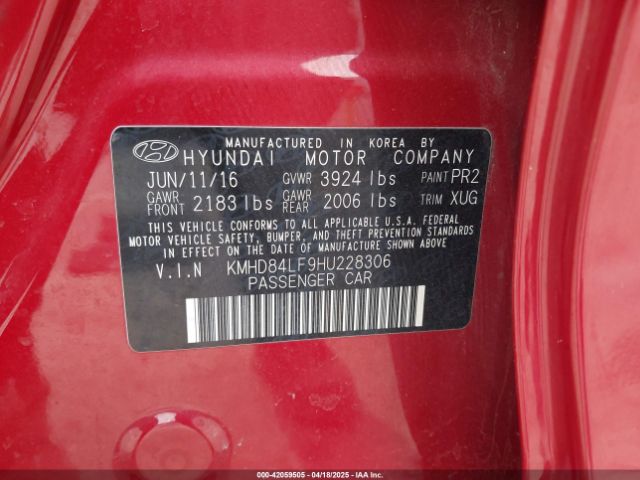 MANUFACTURED IN KOREA BY
HYUNDAI MOTOR COMPANY
JUN/11/16 GVWR 3924 lbs PAINT PR2
GAWR FRONT 2183 lbs GAWR REAR 2006 lbs TRIM XUG
THIS VEHICLE CONFORMS TO ALL APPLICABLE U.S.A. FEDERAL
MOTOR VEHICLE SAFETY, BUMPER, AND THEFT PREVENTION STANDARDS
IN EFFECT ON THE DATE OF MANUFACTURE SHOWN ABOVE.
V.I.N KMHD84LF9HU228306
PASSENGER CAR
000-42059505 - 04/18/2025 - IAAI.COM